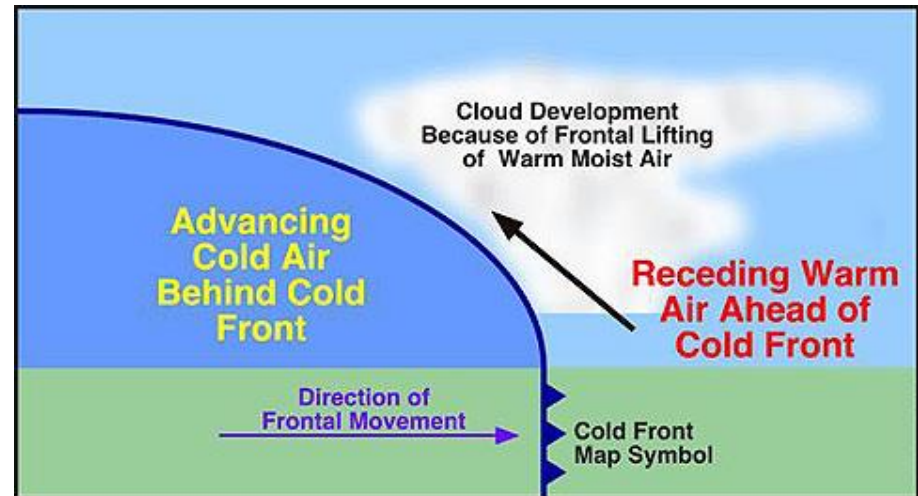 Cloud Development
Because of Frontal Lifting
of Warm Moist Air
Advancing
Cold Air
Behind Cold
Front
Receding Warm
Air Ahead of
Cold Front
Direction of
Frontal Movement
Cold Front
Map Symbol